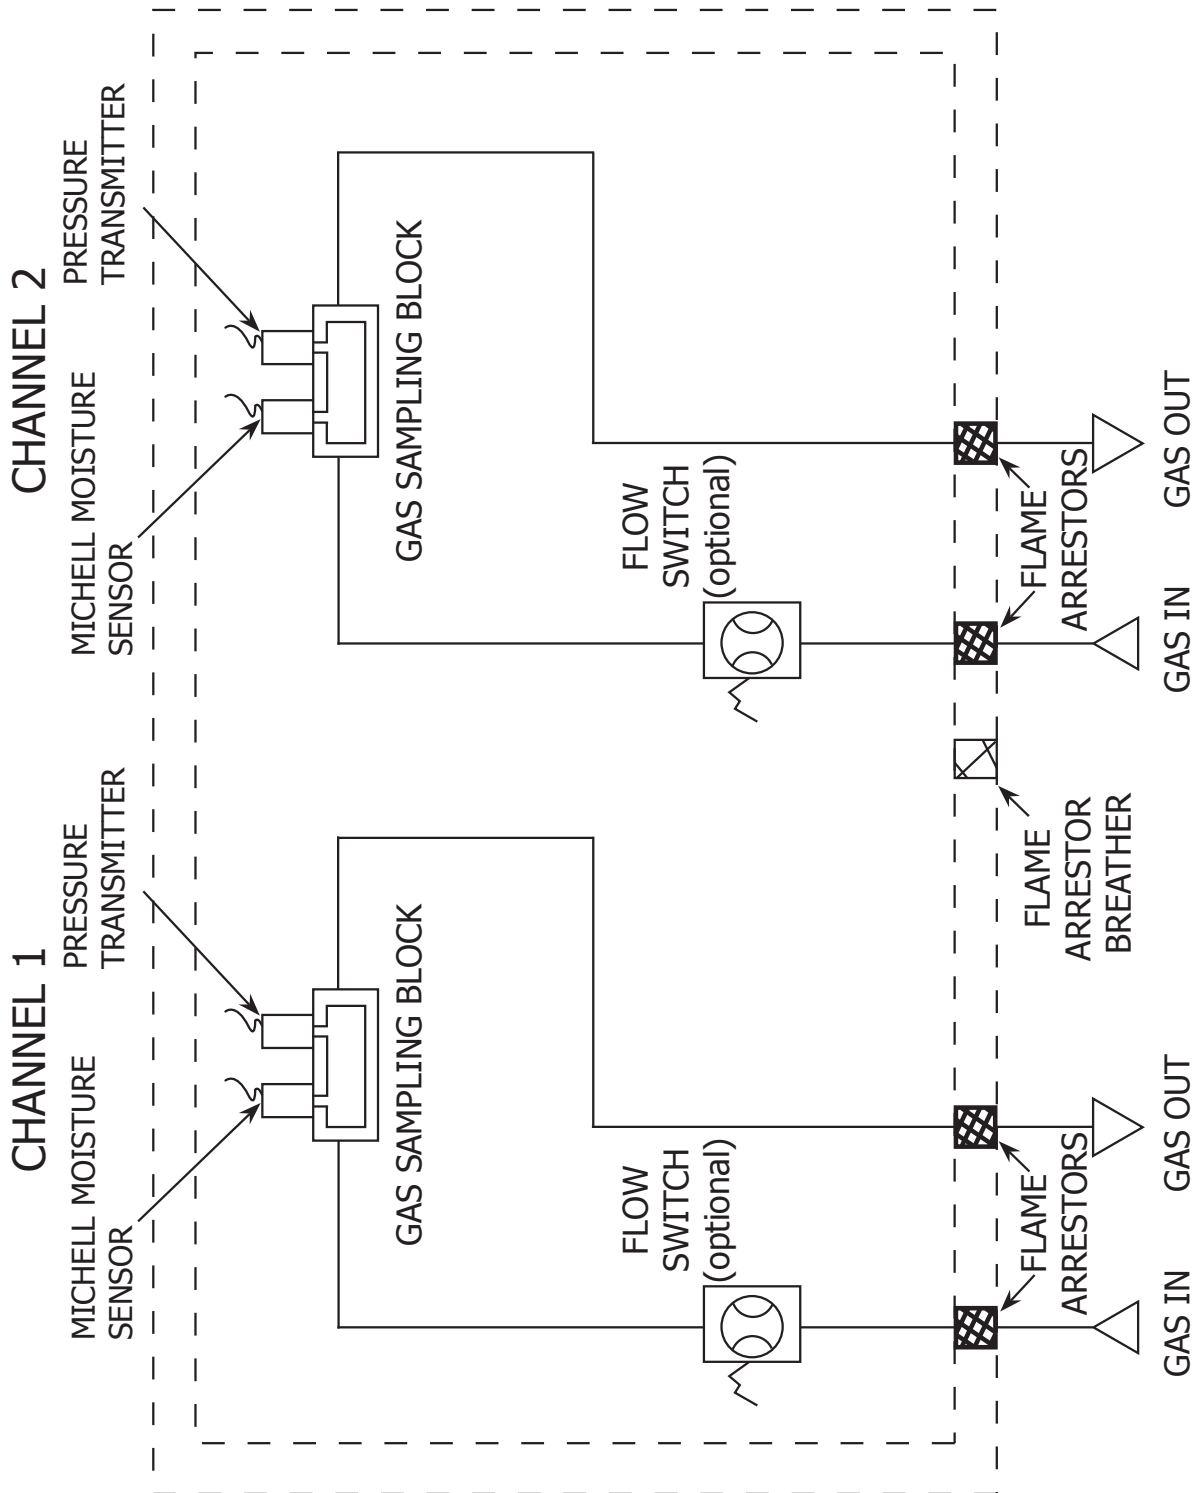 CHANNEL 1
MICHELL MOISTURE
SENSOR
PRESSURE
TRANSMITTER
GAS SAMPLING BLOCK
FLOW
SWITCH
(optional)
FLAME
ARRESTORS
GAS IN
GAS OUT
FLAME
ARRESTOR
BREATHER
CHANNEL 2
MICHELL MOISTURE
SENSOR
PRESSURE
TRANSMITTER
GAS SAMPLING BLOCK
FLOW
SWITCH
(optional)
FLAME
ARRESTORS
GAS IN
GAS OUT